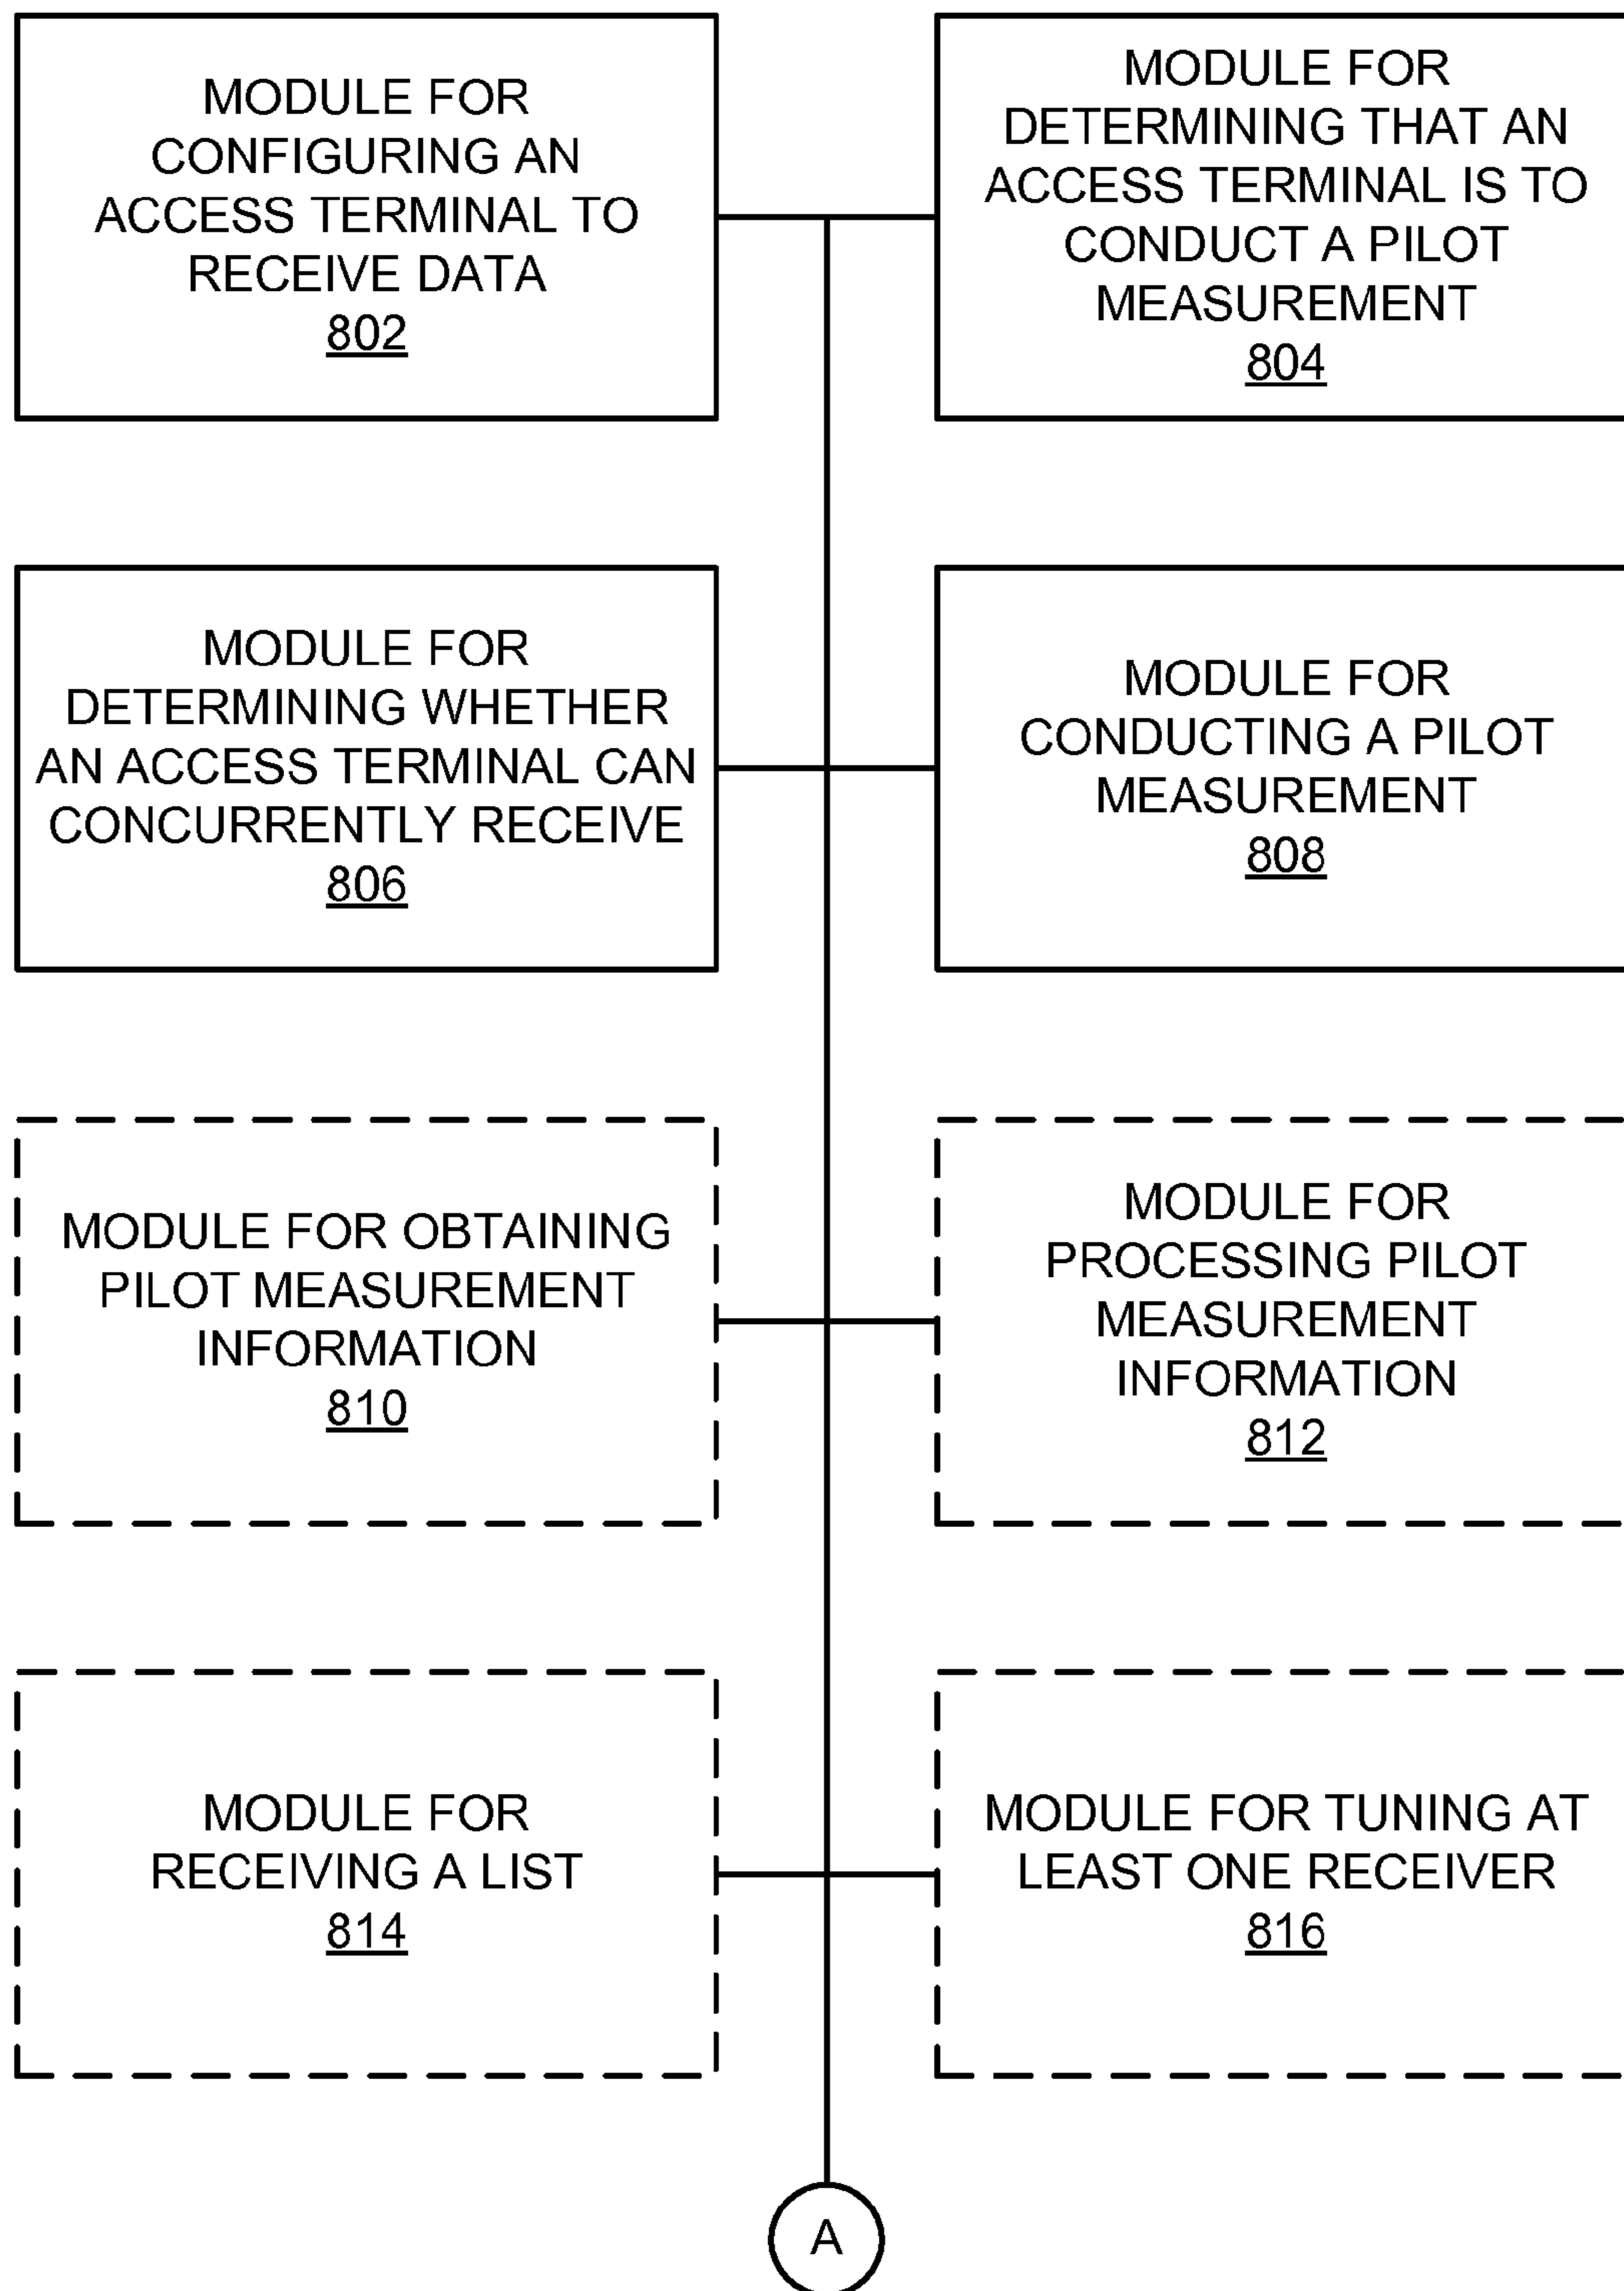 MODULE FOR
CONFIGURING AN
ACCESS TERMINAL TO
RECEIVE DATA
802
MODULE FOR
DETERMINING THAT AN
ACCESS TERMINAL IS TO
CONDUCT A PILOT
MEASUREMENT
804
MODULE FOR
DETERMINING WHETHER
AN ACCESS TERMINAL CAN
CONCURRENTLY RECEIVE
806
MODULE FOR
CONDUCTING A PILOT
MEASUREMENT
808
MODULE FOR OBTAINING
PILOT MEASUREMENT
INFORMATION
810
MODULE FOR
PROCESSING PILOT
MEASUREMENT
INFORMATION
812
MODULE FOR
RECEIVING A LIST
814
MODULE FOR TUNING AT
LEAST ONE RECEIVER
816
A